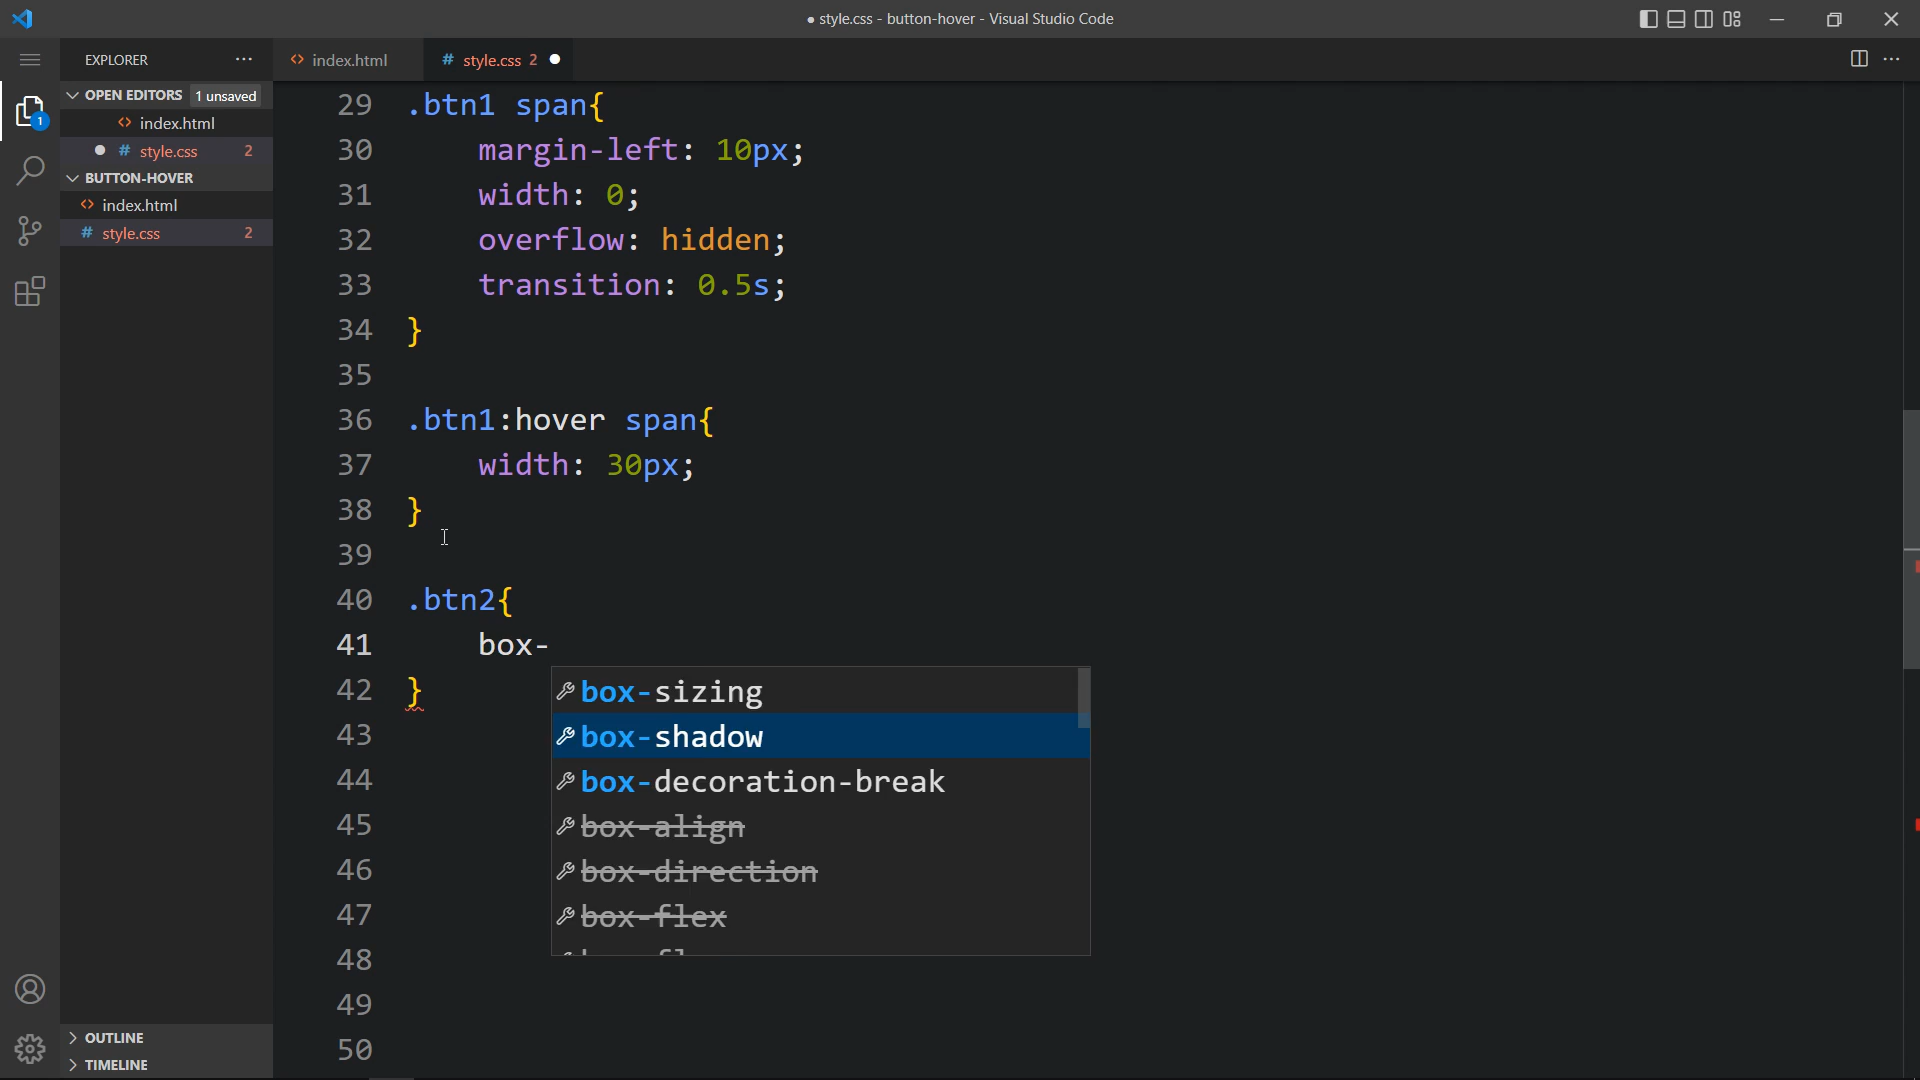 ● style.css - button-hover - Visual Studio Code
EXPLORER
OPEN EDITORS 1 unsaved
<> index.html
● # style.css 2
BUTTON-HOVER
<> index.html
# style.css 2
OUTLINE
TIMELINE
1
<> index.html
# style.css 2 ●
29 .btn1 span{
30 margin-left: 10px;
31 width: 0;
32 overflow: hidden;
33 transition: 0.5s;
34 }
35
36 .btn1:hover span{
37 width: 30px;
38 }
39
40 .btn2{
41 box-
42 }
43
44
45
46
47
48
49
50
box-sizing
box-shadow
box-decoration-break
box-align
box-direction
box-flex